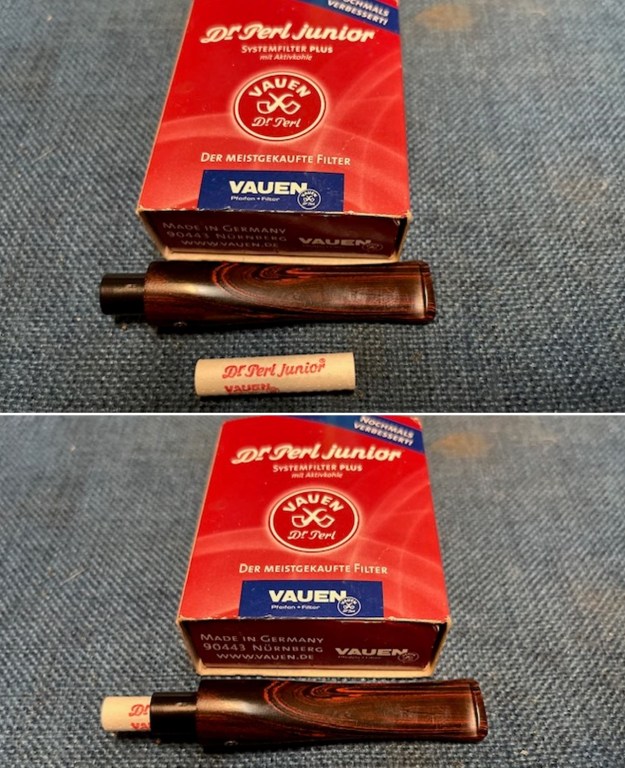 NOCHMALS
VERBESSERT!
Dr Perl Junior
SYSTEMFILTER PLUS
mit Aktivkohle
VAUEN
Dr Perl
DER MEISTGEKAUFTE FILTER
VAUEN
Pfeifen • Filter
MADE IN GERMANY
90443 NÜRNBERG
WWW.VAUEN.DE
VAUEN
Dr Perl Junior®
VAUEN
NOCHMALS
VERBESSERT!
Dr Perl Junior
SYSTEMFILTER PLUS
mit Aktivkohle
VAUEN
Dr Perl
DER MEISTGEKAUFTE FILTER
VAUEN
Pfeifen • Filter
MADE IN GERMANY
90443 NÜRNBERG
WWW.VAUEN.DE
VAUEN
Dr
VA